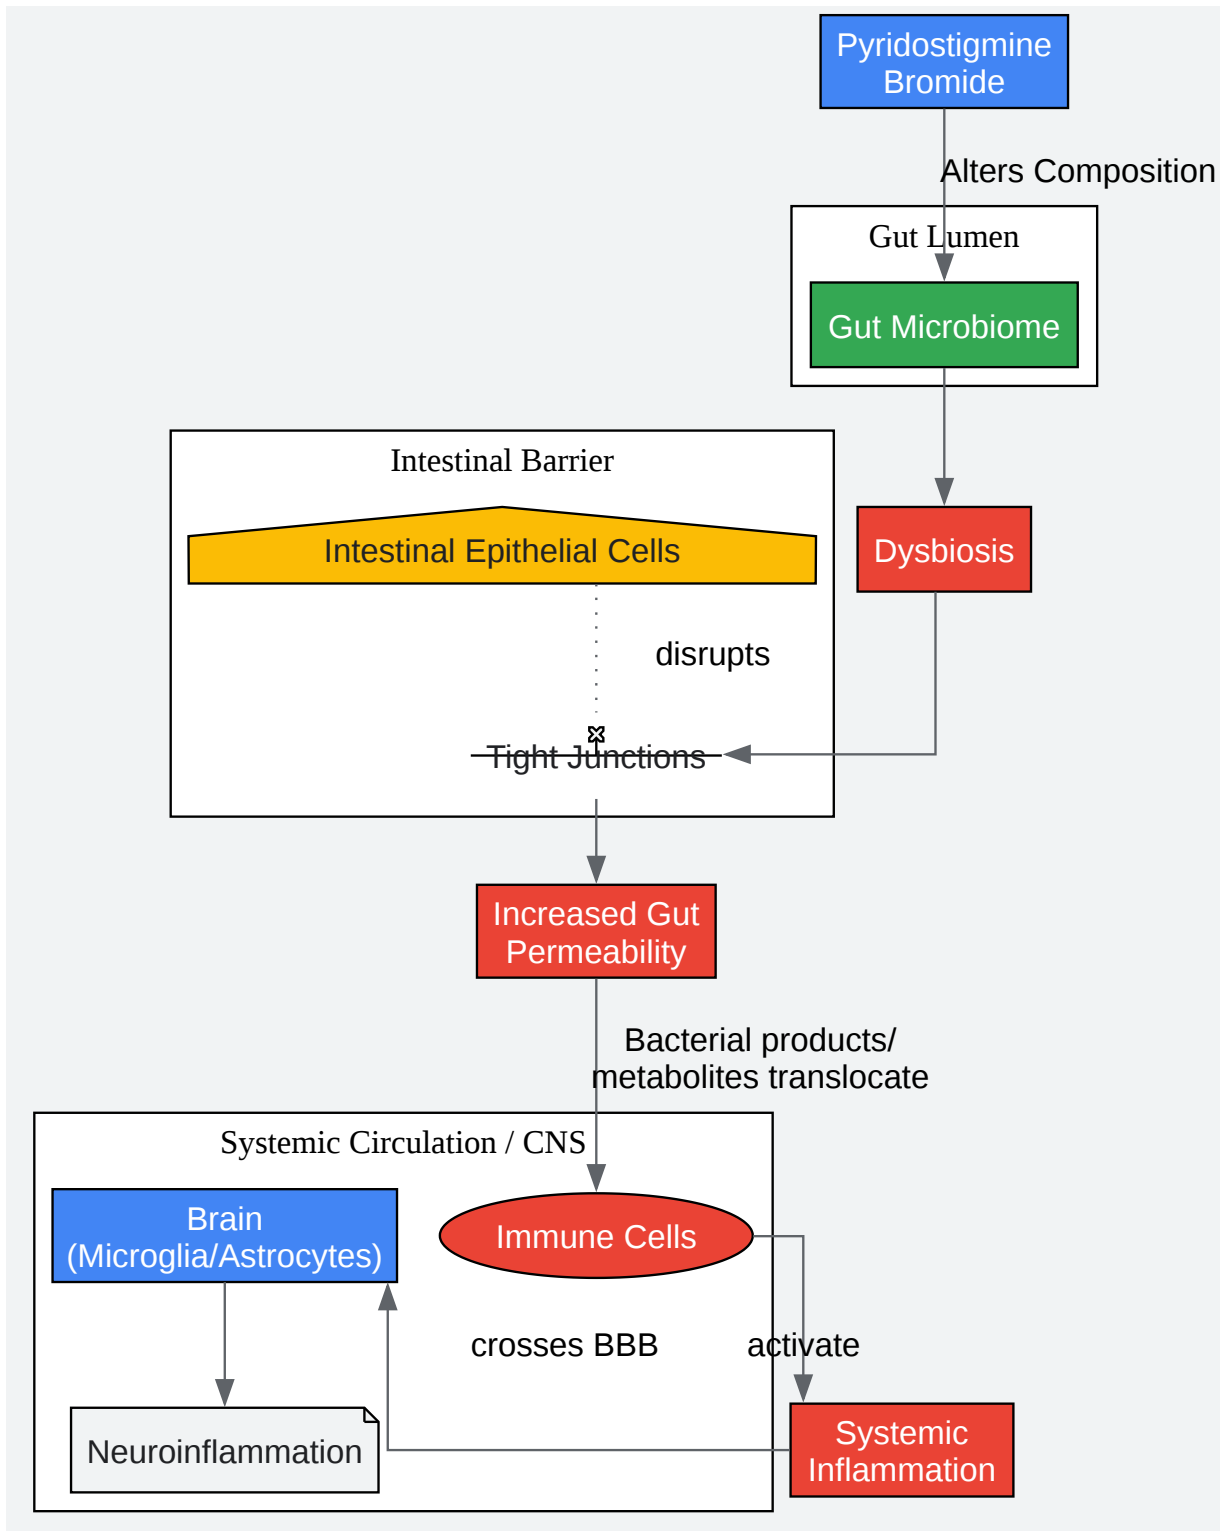 Pyridostigmine
Bromide
Alters Composition
Gut Lumen
Gut Microbiome
Intestinal Barrier
Intestinal Epithelial Cells
Dysbiosis
disrupts
Tight Junctions
Increased Gut
Permeability
Bacterial products/
metabolites translocate
Systemic Circulation / CNS
Brain
(Microglia/Astrocytes)
Immune Cells
crosses BBB
activate
Neuroinflammation
Systemic
Inflammation